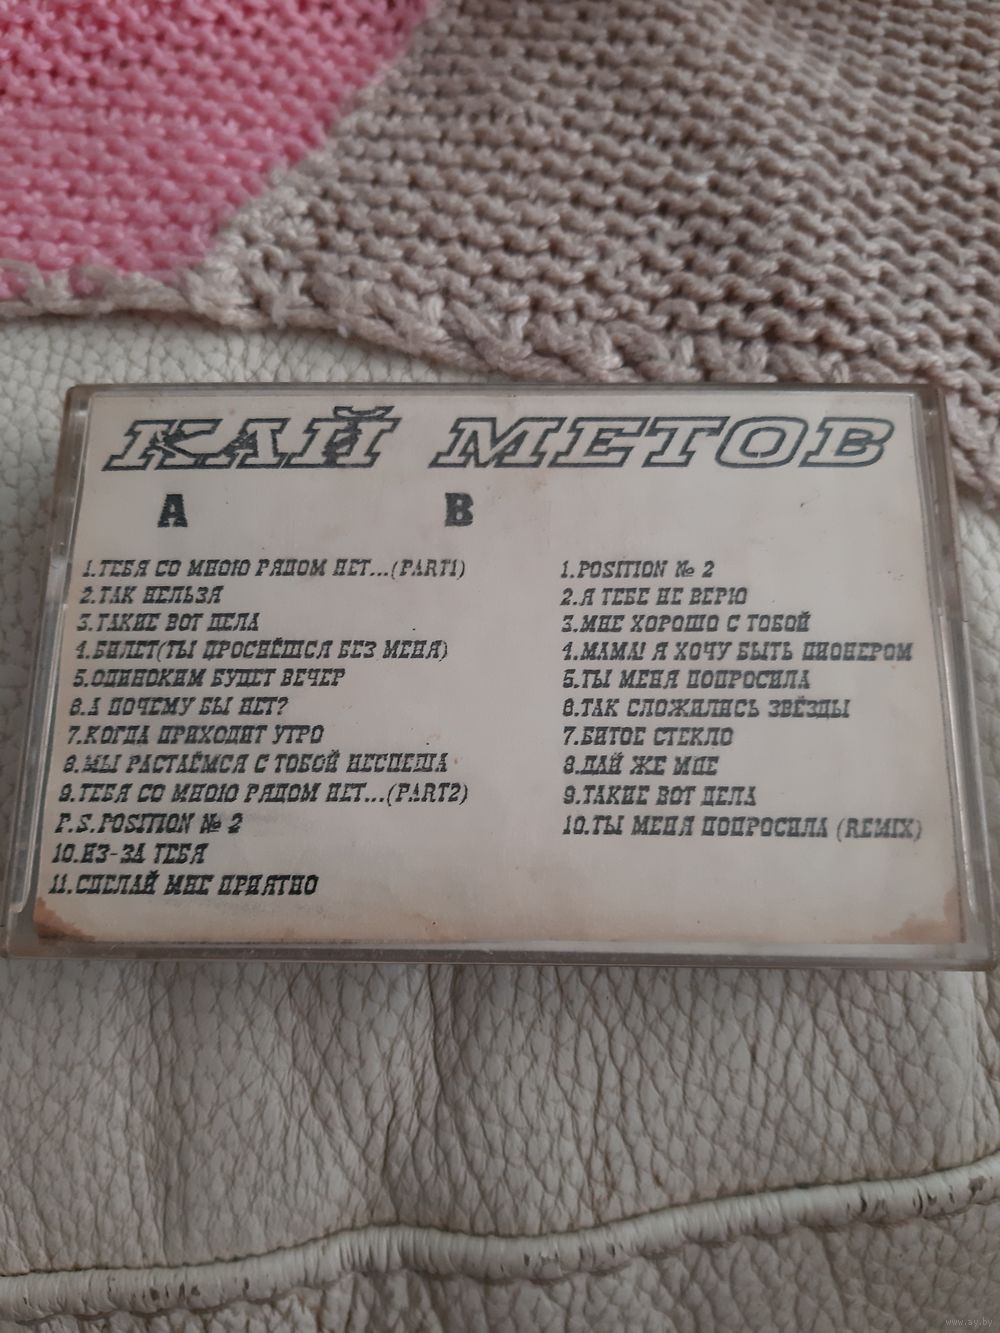 КАЙ МЕТОВ
А
В
1.ТЕБЯ СО МНОЮ РЯДОМ НЕТ...(PART1)
2.ТАК НЕЛЬЗЯ
3.ТАКИЕ ВОТ ДЕЛА
4.БИЛЕТ(ТЫ ПРОСНЁШСЯ БЕЗ МЕНЯ)
5.ОДИНОКИМ БУДЕТ ВЕЧЕР
6.А ПОЧЕМУ БЫ НЕТ?
7.КОГДА ПРИХОДИТ УТРО
8.МЫ РАСТАЁМСЯ С ТОБОЙ НЕСПЕША
9.ТЕБЯ СО МНОЮ РЯДОМ НЕТ...(PART2)
P.S.POSITION № 2
10.ИЗ-ЗА ТЕБЯ
11.СДЕЛАЙ МНЕ ПРИЯТНО
1.POSITION № 2
2.Я ТЕБЕ НЕ ВЕРЮ
3.МНЕ ХОРОШО С ТОБОЙ
4.МАМА! Я ХОЧУ БЫТЬ ПИОНЕРОМ
5.ТЫ МЕНЯ ПОПРОСИЛА
6.ТАК СЛОЖИЛИСЬ ЗВЁЗДЫ
7.БИТОЕ СТЕКЛО
8.ДАЙ ЖЕ МНЕ
9.ТАКИЕ ВОТ ДЕЛА
10.ТЫ МЕНЯ ПОПРОСИЛА (REMIX)
www.ay.by